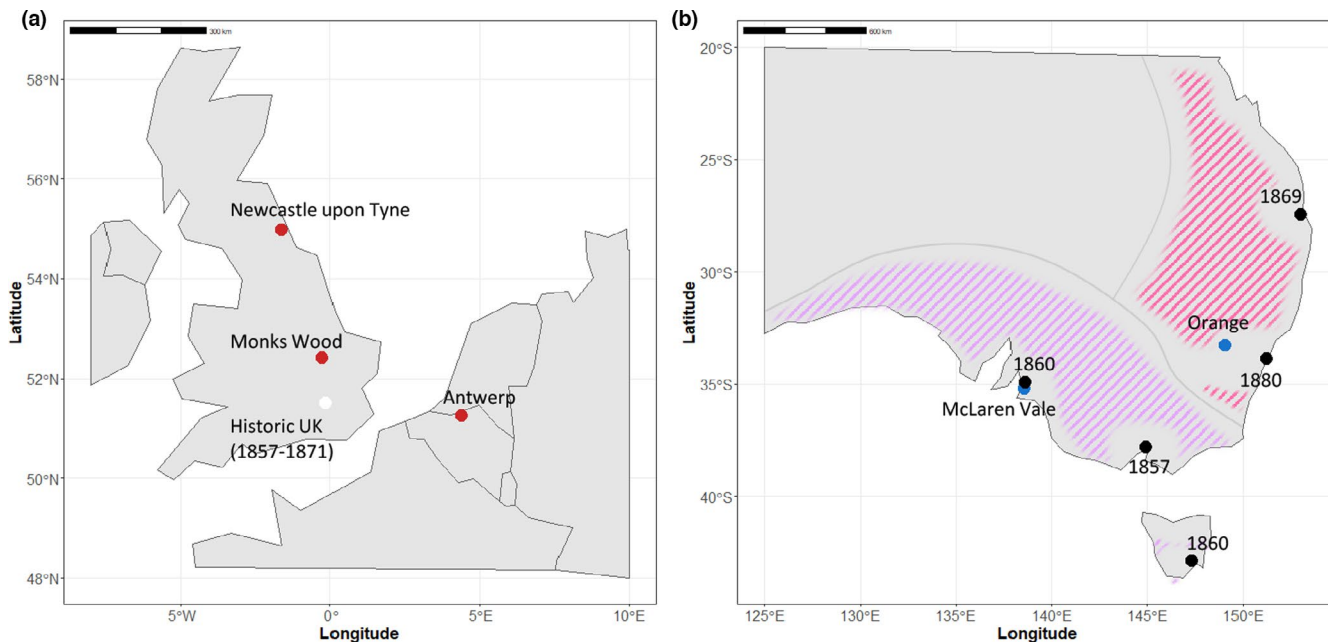 (a)
300 km
58°N
56°N
54°N
52°N
50°N
48°N
Latitude
Newcastle upon Tyne
Monks Wood
Antwerp
Historic UK
(1857-1871)
5°W
0°
5°E
10°E
Longitude
(b)
600 km
20°S
25°S
30°S
35°S
40°S
Latitude
1869
Orange
1860
1880
McLaren Vale
1857
1860
125°E
130°E
135°E
140°E
145°E
150°E
Longitude